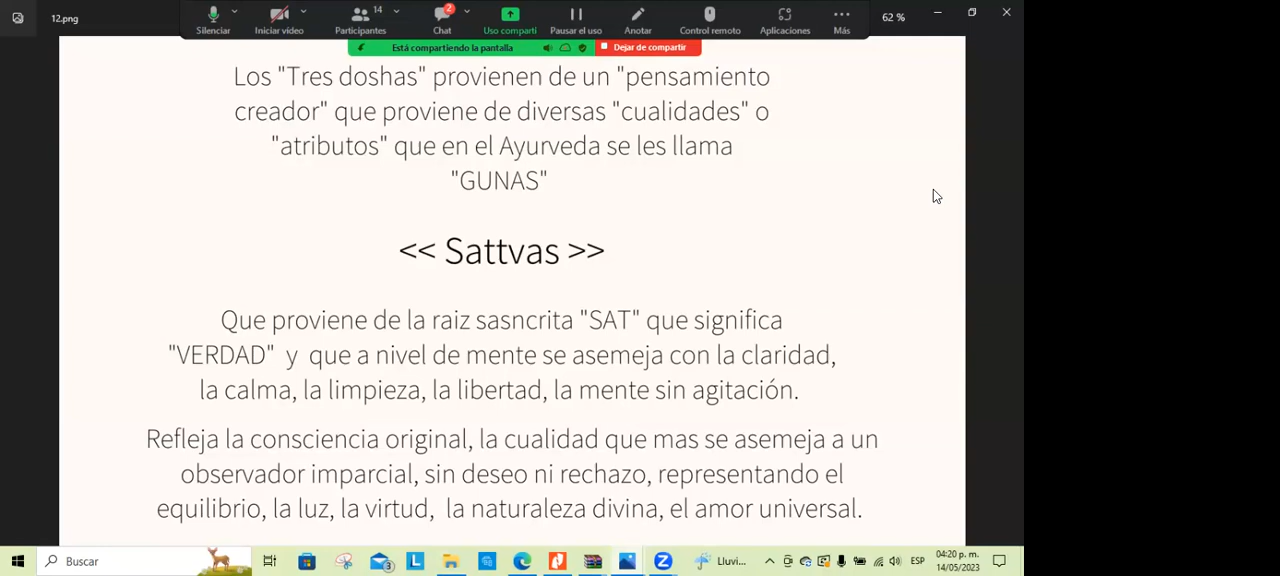 12.png
Silenciar
Iniciar vídeo
14
Participantes
2
Chat
Uso comparti
Pausar el uso
Anotar
Control remoto
Aplicaciones
Más
62 %
Está compartiendo la pantalla
Dejar de compartir
Los "Tres doshas" provienen de un "pensamiento
creador" que proviene de diversas "cualidades" o
"atributos" que en el Ayurveda se les llama
"GUNAS"
<< Sattvas >>
Que proviene de la raiz sasncrita "SAT" que significa
"VERDAD" y que a nivel de mente se asemeja con la claridad,
la calma, la limpieza, la libertad, la mente sin agitación.
Refleja la consciencia original, la cualidad que mas se asemeja a un
observador imparcial, sin deseo ni rechazo, representando el
equilibrio, la luz, la virtud, la naturaleza divina, el amor universal.
Buscar
3
L
Lluvi...
ESP
04:20 p. m.
14/05/2023